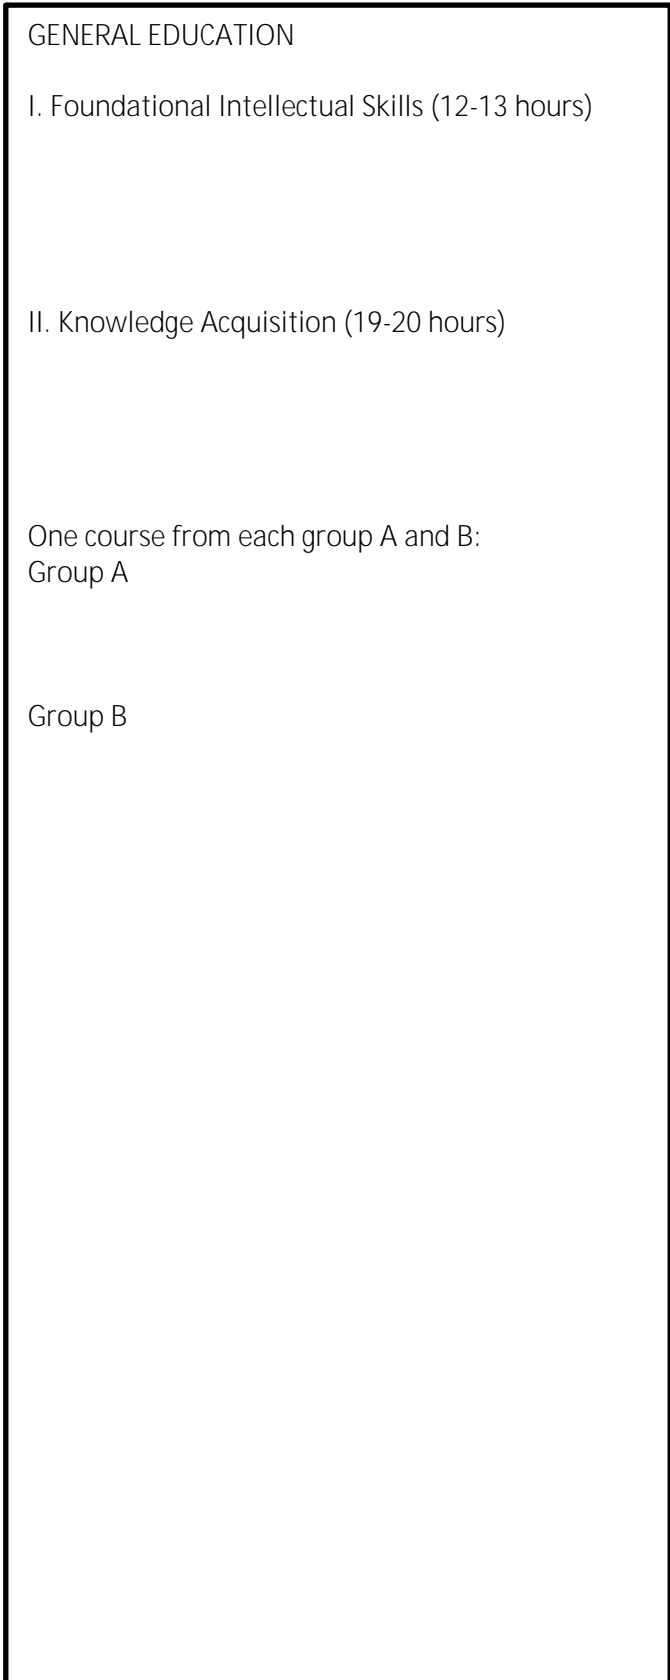 GENERAL EDUCATION
I. Foundational Intellectual Skills (12-13 hours)
II. Knowledge Acquisition (19-20 hours)
One course from each group A and B:
Group A
Group B